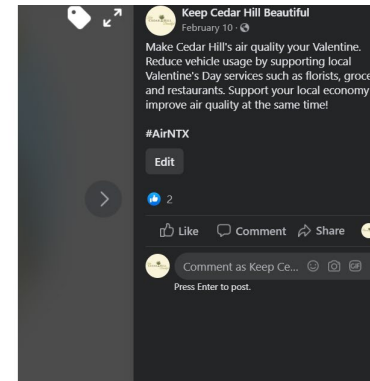 Keep Cedar Hill Beautiful
February 10 ·
Make Cedar Hill's air quality your Valentine.
Reduce vehicle usage by supporting local
Valentine's Day services such as florists, groce
and restaurants. Support your local economy
improve air quality at the same time!
#AirNTX
Edit
2
Like Comment Share
Comment as Keep Ce... GIF
Press Enter to post.